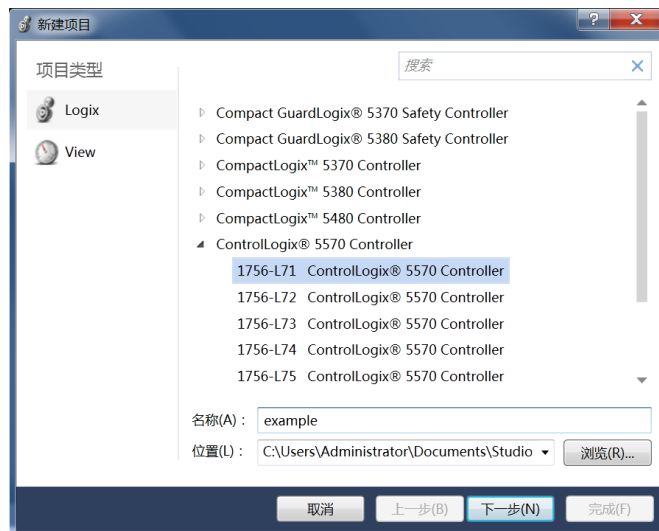 新建项目
项目类型
搜索
Logix
View
Compact GuardLogix® 5370 Safety Controller
Compact GuardLogix® 5380 Safety Controller
CompactLogix™ 5370 Controller
CompactLogix™ 5380 Controller
CompactLogix™ 5480 Controller
ControlLogix® 5570 Controller
1756-L71 ControlLogix® 5570 Controller
1756-L72 ControlLogix® 5570 Controller
1756-L73 ControlLogix® 5570 Controller
1756-L74 ControlLogix® 5570 Controller
1756-L75 ControlLogix® 5570 Controller
名称(A)： example
位置(L)： C:\Users\Administrator\Documents\Studio 浏览(R)...
取消 上一步(B) 下一步(N) 完成(F)